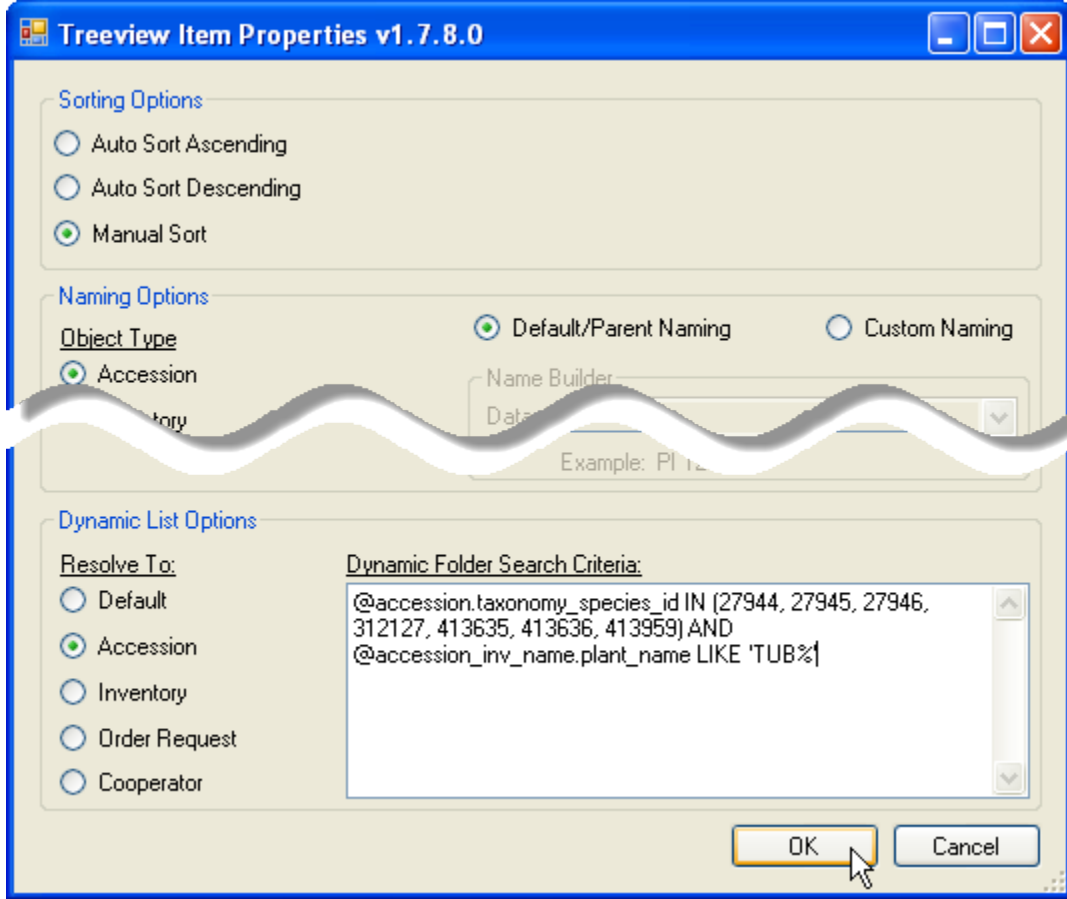 Treeview Item Properties v1.7.8.0
Sorting Options
Auto Sort Ascending
Auto Sort Descending
Manual Sort
Naming Options
Object Type
Default/Parent Naming
Custom Naming
Accession
Name Builder
Example: PI
Dynamic List Options
Resolve To:
Dynamic Folder Search Criteria:
Default
Accession
Inventory
Order Request
Cooperator
@accession.taxonomy_species_id IN (27944, 27945, 27946,
312127, 413635, 413636, 413959) AND
@accession_inv_name.plant_name LIKE 'TUB%'
OK
Cancel